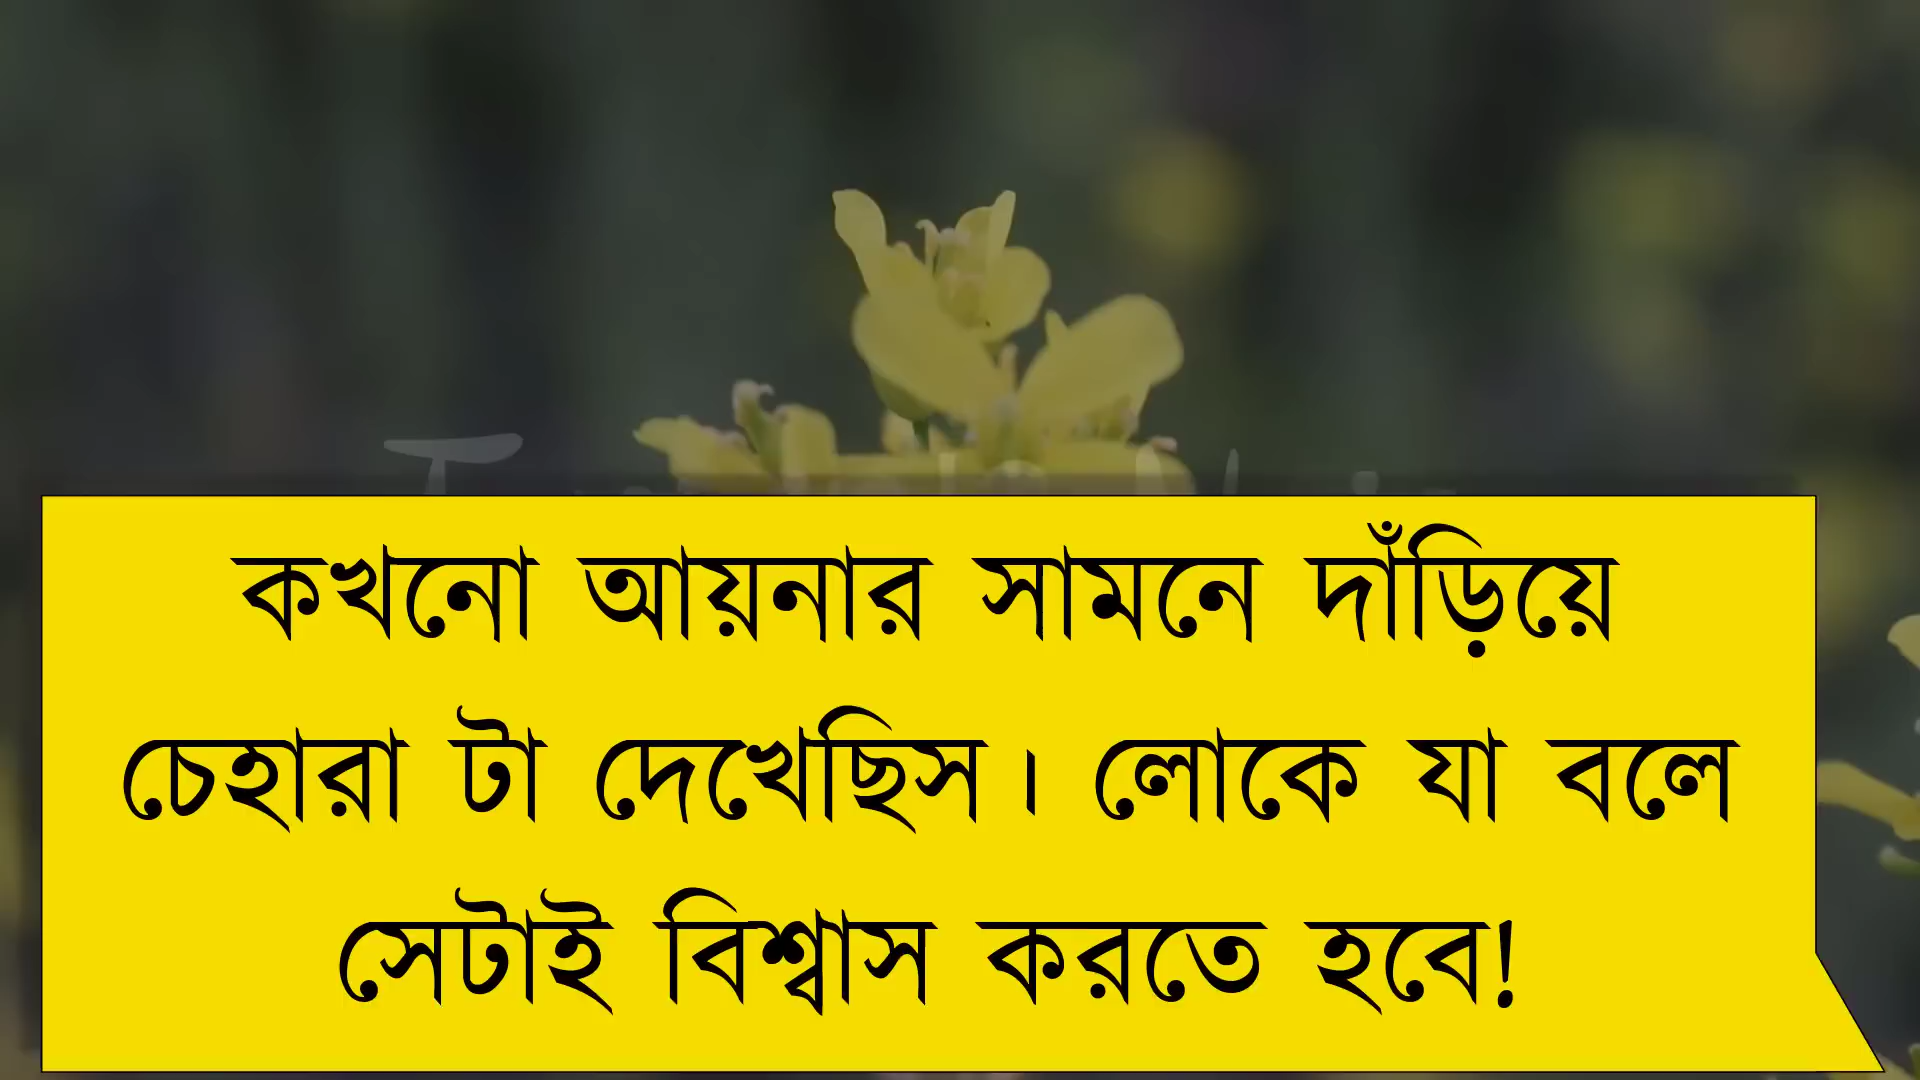 কখনো আয়নার সামনে দাঁড়িয়ে
চেহারা টা দেখেছিস। লোকে যা বলে
সেটাই বিশ্বাস করতে হবে!